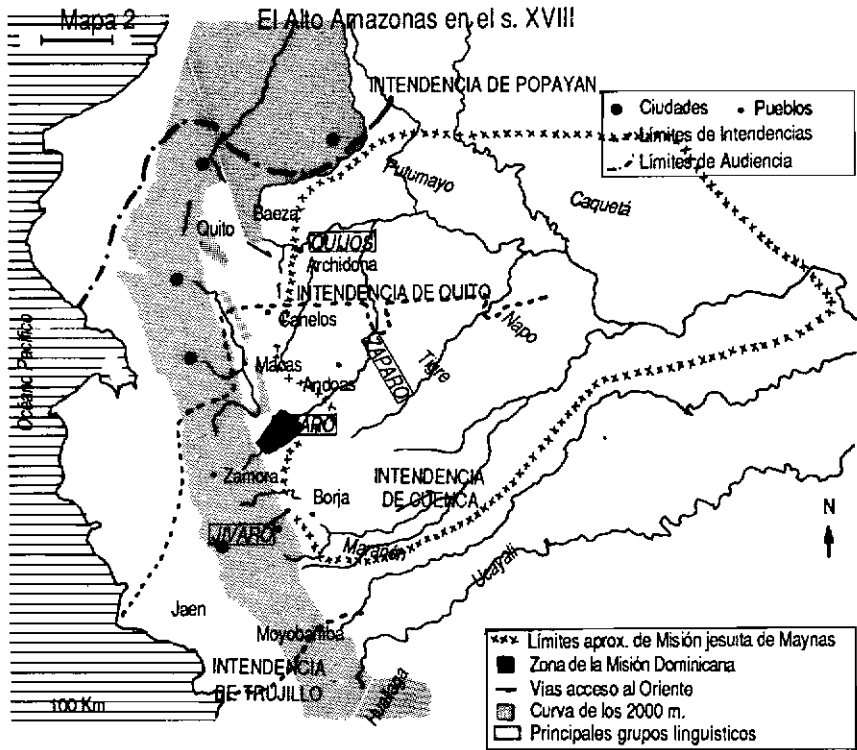 Mapa 2
El Alto Amazonas en el s. XVIII
INTENDENCIA DE POPAYAN
Ciudades
Pueblos
Límites de Intendencias
Límites de Audiencia
Putumayo
Caquetá
Baeza
Quito
QUIJOS
Archidona
INTENDENCIA DE QUITO
Canelos
Napo
ZAPARO
Tigre
Macas
Andoas
Océano Pacífico
ARO
Zamora
INTENDENCIA
DE CUENCA
Borja
JIVARO
Marañón
Ucayali
N
Jaen
Moyobamba
INTENDENCIA
DE TRUJILLO
Huallaga
100 Km
Límites aprox. de Misión jesuita de Maynas
Zona de la Misión Dominicana
Vias acceso al Oriente
Curva de los 2000 m.
Principales grupos linguísticos